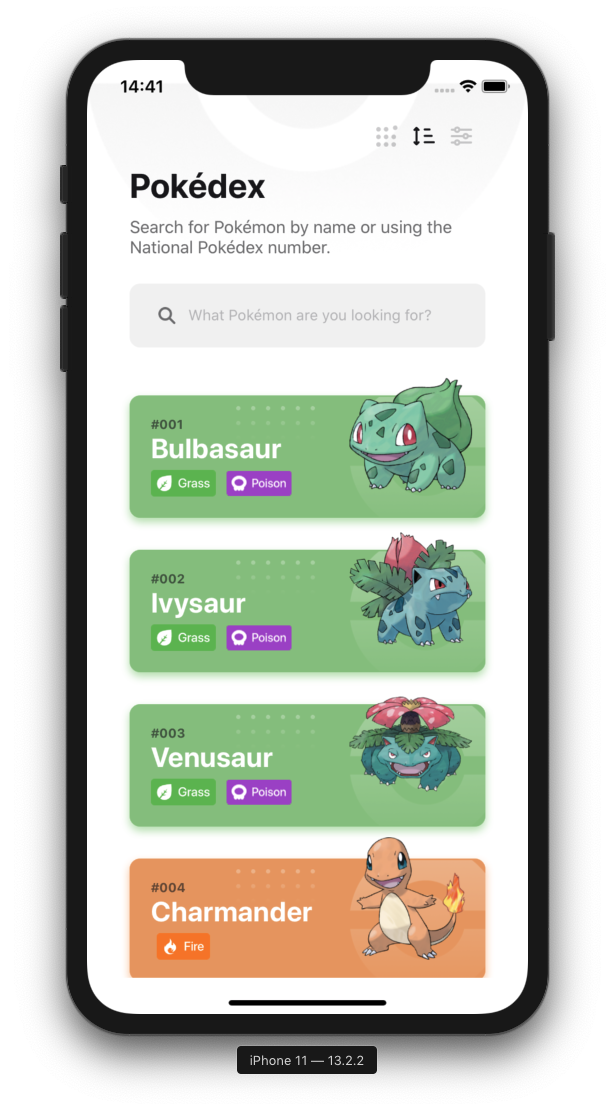 14:41
Pokédex
Search for Pokémon by name or using the
National Pokédex number.
What Pokémon are you looking for?
#001
Bulbasaur
Grass Poison
#002
Ivysaur
Grass Poison
#003
Venusaur
Grass Poison
#004
Charmander
Fire
iPhone 11 — 13.2.2